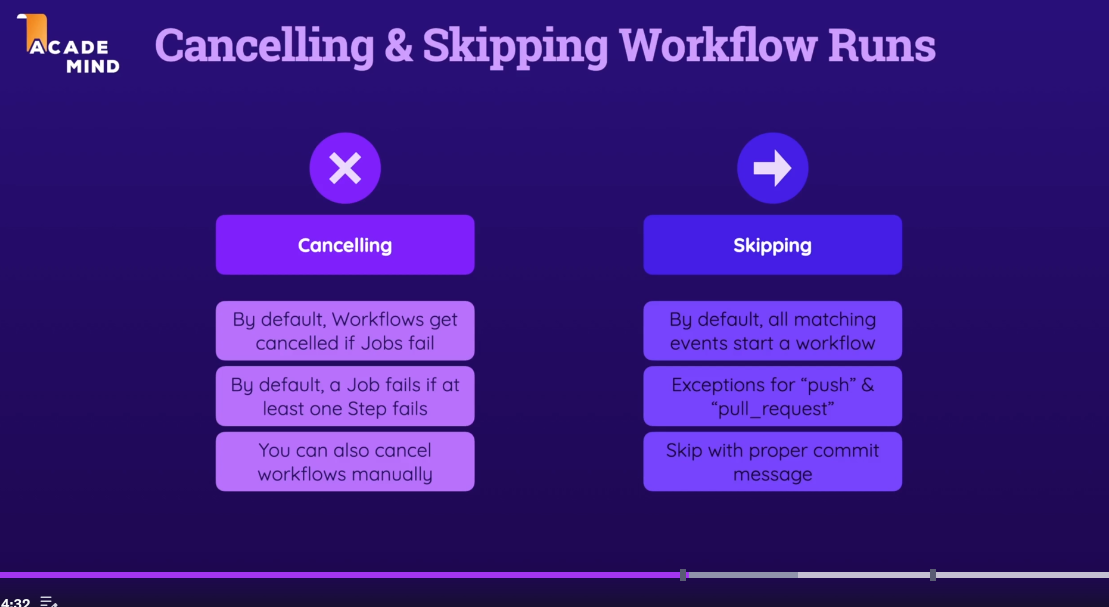 ACADE
MIND
Cancelling & Skipping Workflow Runs
Cancelling
By default, Workflows get
cancelled if Jobs fail
By default, a Job fails if at
least one Step fails
You can also cancel
workflows manually
Skipping
By default, all matching
events start a workflow
Exceptions for “push” &
“pull_request”
Skip with proper commit
message
4:32